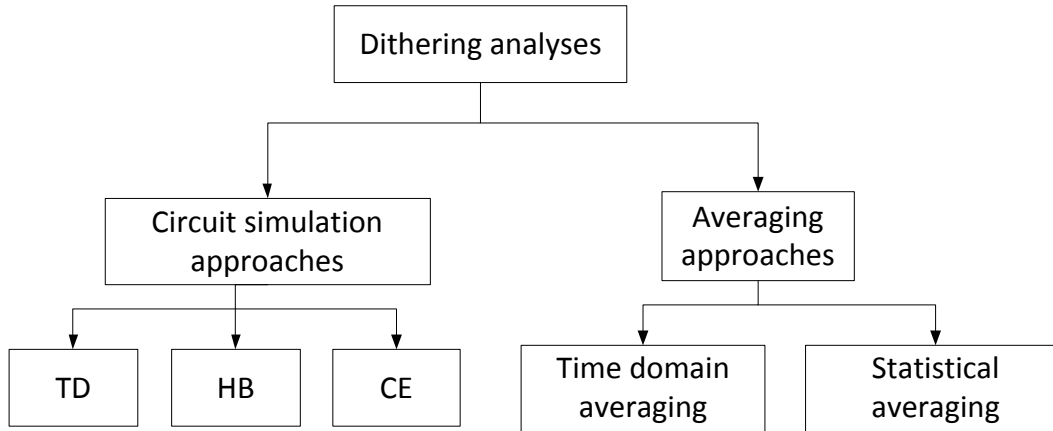 Dithering analyses
Circuit simulation
approaches
Averaging
approaches
TD
HB
CE
Time domain
averaging
Statistical
averaging